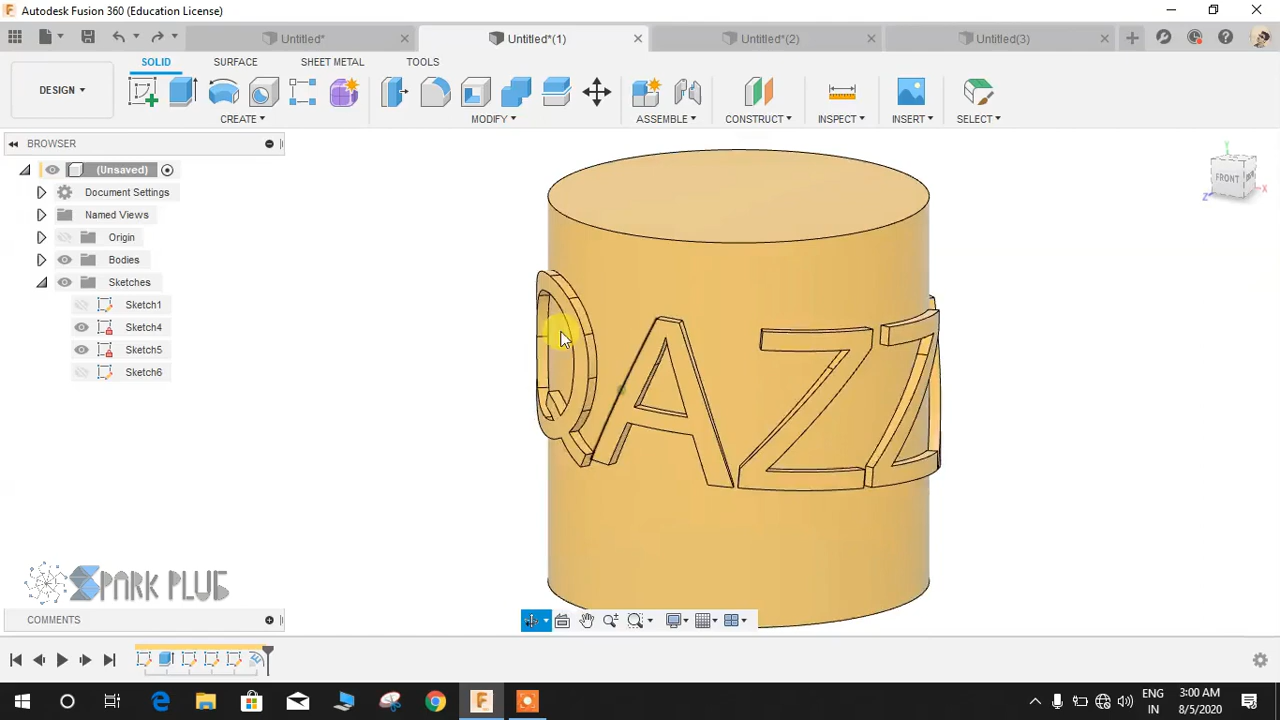 Autodesk Fusion 360 (Education License)
Untitled*
Untitled*(1)
Untitled*(2)
Untitled(3)
SOLID
SURFACE
SHEET METAL
TOOLS
DESIGN
CREATE
MODIFY
ASSEMBLE
CONSTRUCT
INSPECT
INSERT
SELECT
BROWSER
(Unsaved)
Document Settings
Named Views
Origin
Bodies
Sketches
Sketch1
Sketch4
Sketch5
Sketch6
FRONT
Y
X
Z
QAZZ
SPARK PLUG
COMMENTS
ENG
IN
3:00 AM
8/5/2020